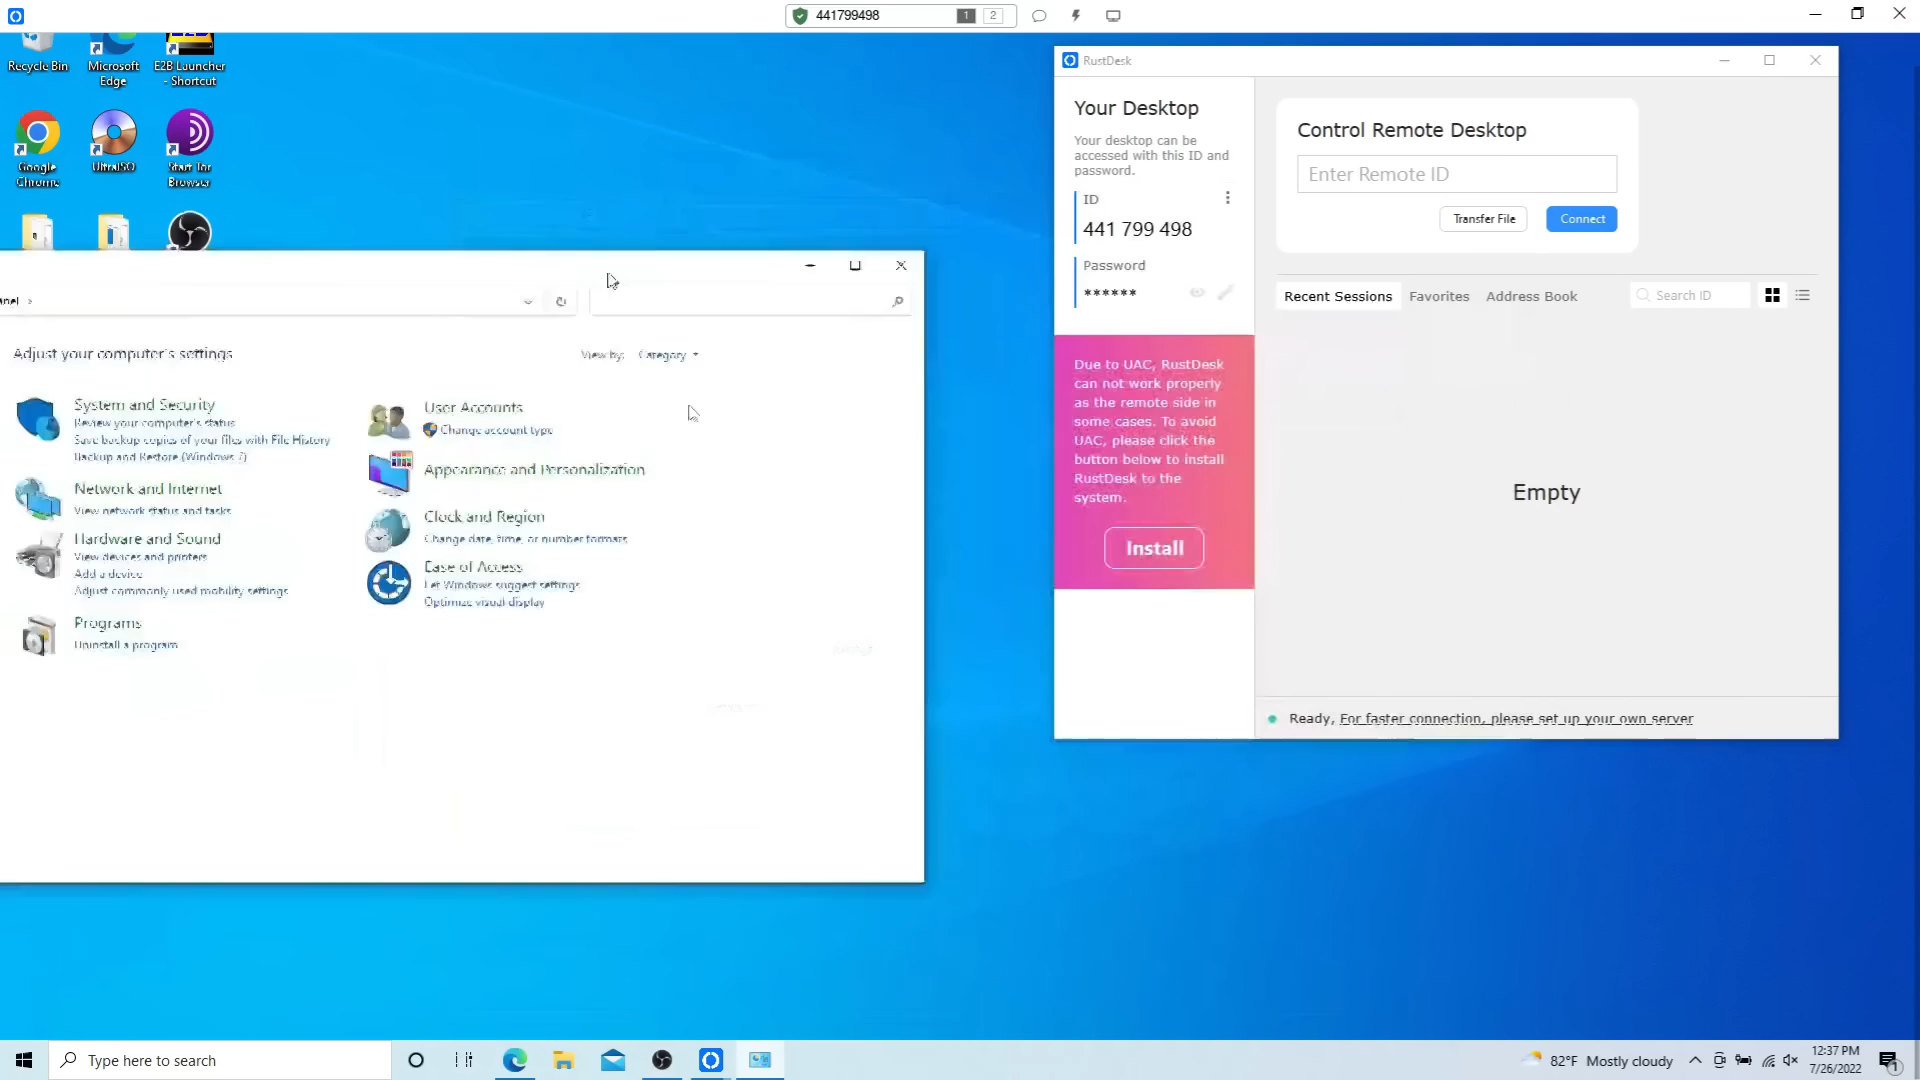 441799498
1
2
Recycle Bin
Microsoft
Edge
E2B Launcher
- Shortcut
Google
Chrome
UltraISO
Start Tor
Browser
anel
Adjust your computer's settings
View by:
Category
System and Security
Review your computer's status
Save backup copies of your files with File History
Backup and Restore (Windows 7)
Network and Internet
View network status and tasks
Hardware and Sound
View devices and printers
Add a device
Adjust commonly used mobility settings
Programs
Uninstall a program
User Accounts
Change account type
Appearance and Personalization
Clock and Region
Change date, time, or number formats
Ease of Access
Let Windows suggest settings
Optimize visual display
RustDesk
Your Desktop
Your desktop can be
accessed with this ID and
password.
ID
441 799 498
Password
******
Due to UAC, RustDesk
can not work properly
as the remote side in
some cases. To avoid
UAC, please click the
button below to install
RustDesk to the
system.
Install
Control Remote Desktop
Enter Remote ID
Transfer File
Connect
Recent Sessions
Favorites
Address Book
Search ID
Empty
Ready, For faster connection, please set up your own server
Type here to search
82°F Mostly cloudy
12:37 PM
7/26/2022
1